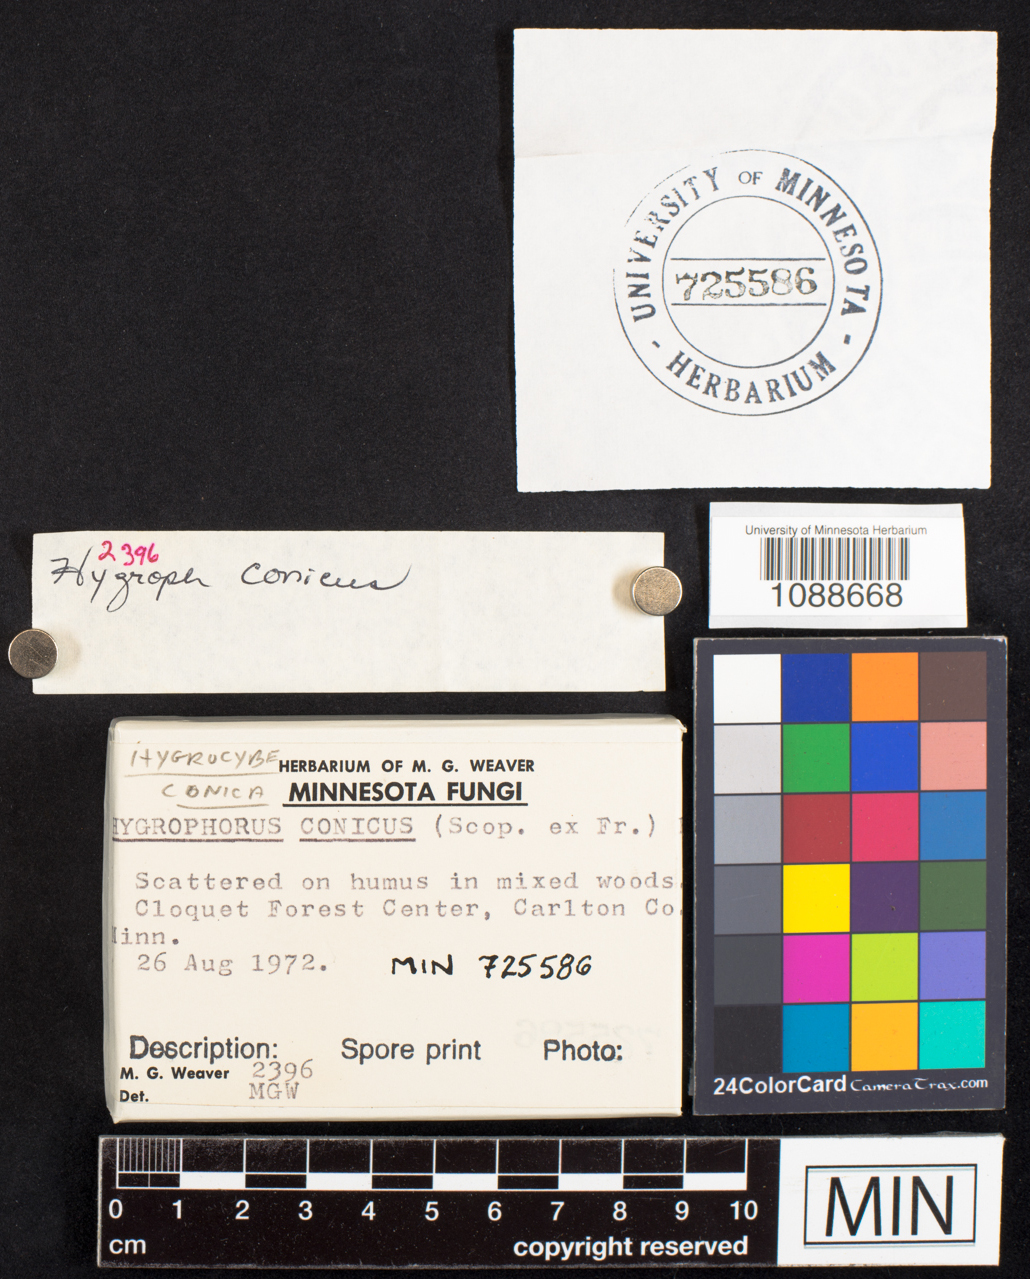 UNIVERSITY OF MINNESOTA
- HERBARIUM -
725586
University of Minnesota Herbarium
1088668
2396
Hygroph conicus
HYGROCYBE
CONICA
HERBARIUM OF M. G. WEAVER
MINNESOTA FUNGI
HYGROPHORUS CONICUS (Scop. ex Fr.)
Scattered on humus in mixed woods.
Cloquet Forest Center, Carlton Co.
Minn.
26 Aug 1972. MIN 725586
Description: Spore print Photo:
M. G. Weaver 2396
Det. MGW
24ColorCard CameraTrax.com
0 1 2 3 4 5 6 7 8 9 10
cm copyright reserved
MIN